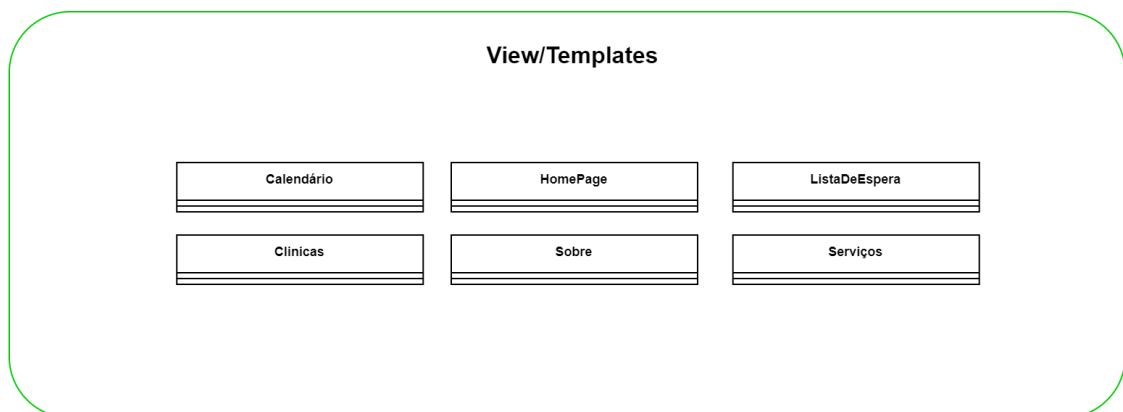 View/Templates
Calendário
HomePage
ListaDeEspera
Clinicas
Sobre
Serviços